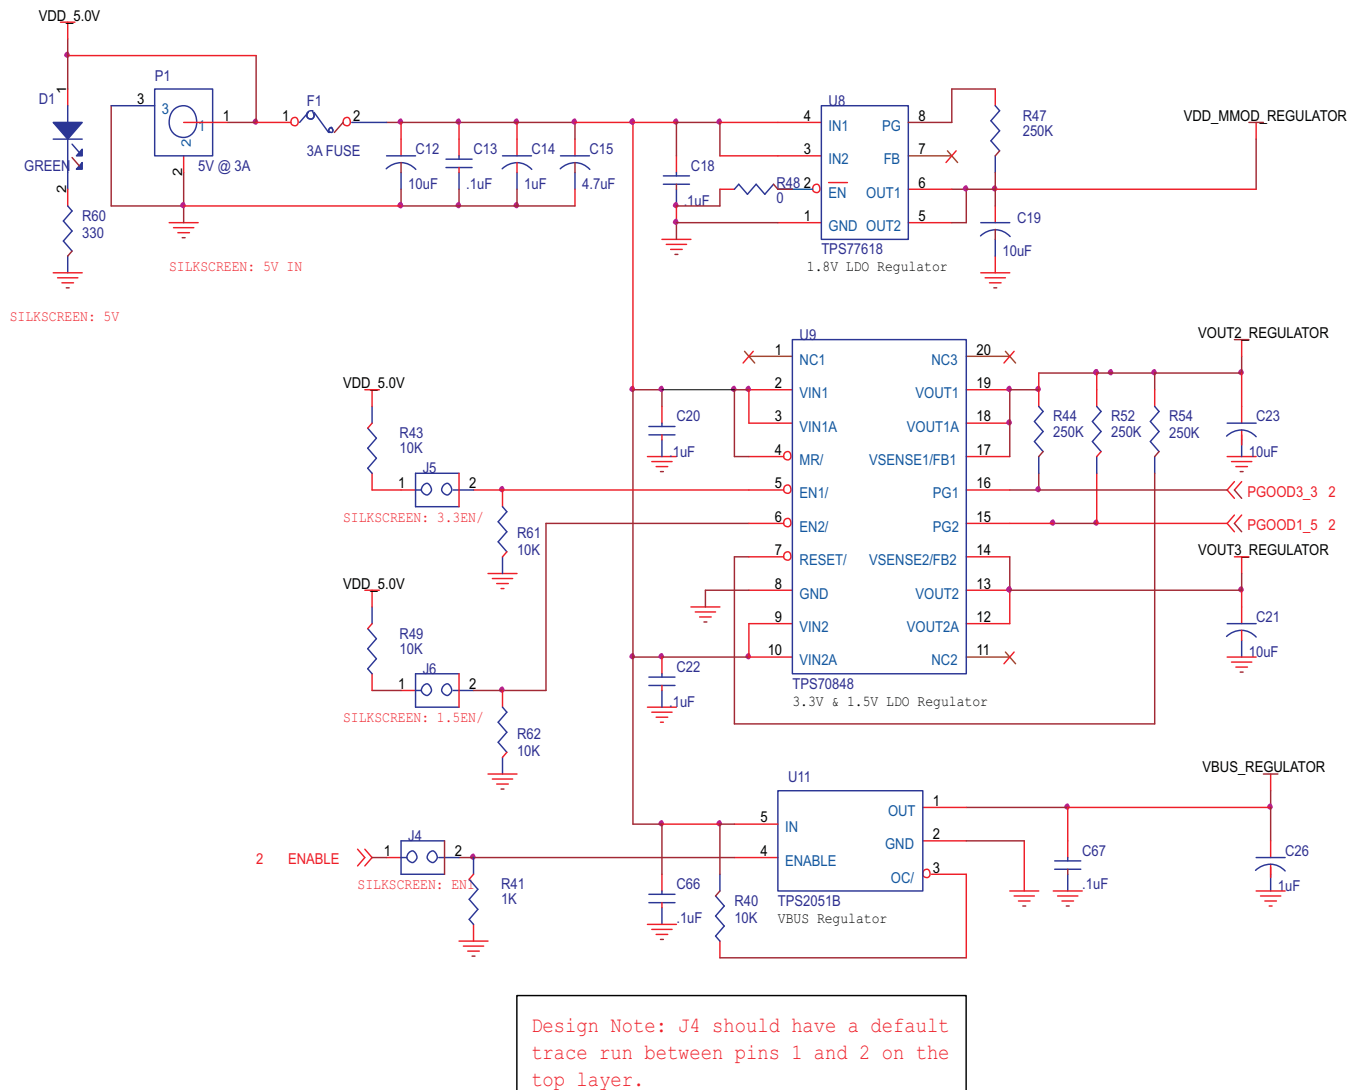 VDD_5.0V
D1
1
GREEN
2
R60
330
SILKSCREEN: 5V
P1
3
3
1
2
1
2
5V @ 3A
SILKSCREEN: 5V IN
F1
1
2
3A FUSE
C12
10uF
C13
.1uF
C14
1uF
C15
4.7uF
C18
.1uF
R48
0
U8
4 IN1
3 IN2
2 EN
1 GND
PG 8
FB 7
OUT1 6
OUT2 5
TPS77618
1.8V LDO Regulator
R47
250K
C19
10uF
VDD_MMOD_REGULATOR
VDD_5.0V
R43
10K
J5
1
2
SILKSCREEN: 3.3EN/
R61
10K
VDD_5.0V
R49
10K
J6
1
2
SILKSCREEN: 1.5EN/
R62
10K
C20
.1uF
C22
.1uF
U9
1 NC1
2 VIN1
3 VIN1A
4 MR/
5 EN1/
6 EN2/
7 RESET/
8 GND
9 VIN2
10 VIN2A
NC3 20
VOUT1 19
VOUT1A 18
VSENSE1/FB1 17
PG1 16
PG2 15
VSENSE2/FB2 14
VOUT2 13
VOUT2A 12
NC2 11
TPS70848
3.3V & 1.5V LDO Regulator
R44
250K
R52
250K
R54
250K
VOUT2_REGULATOR
C23
10uF
PGOOD3_3 2
PGOOD1_5 2
VOUT3_REGULATOR
C21
10uF
2 ENABLE
J4
1
2
SILKSCREEN: EN1
R41
1K
C66
.1uF
R40
10K
U11
5 IN
4 ENABLE
OUT 1
GND 2
OC/ 3
TPS2051B
VBUS Regulator
VBUS_REGULATOR
C67
.1uF
C26
1uF
Design Note: J4 should have a default
trace run between pins 1 and 2 on the
top layer.